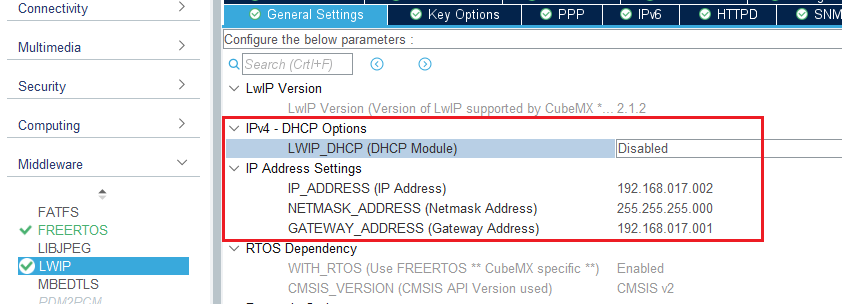 Connectivity
Multimedia
Security
Computing
Middleware
FATFS
FREERTOS
LIBJPEG
LWIP
MBEDTLS
PDM2PCM
General Settings
Key Options
PPP
IPv6
HTTPD
SNM
Configure the below parameters :
Search (Crtl+F)
LwIP Version
LwIP Version (Version of LwIP supported by CubeMX *... 2.1.2
IPv4 - DHCP Options
LWIP_DHCP (DHCP Module) Disabled
IP Address Settings
IP_ADDRESS (IP Address) 192.168.017.002
NETMASK_ADDRESS (Netmask Address) 255.255.255.000
GATEWAY_ADDRESS (Gateway Address) 192.168.017.001
RTOS Dependency
WITH_RTOS (Use FREERTOS ** CubeMX specific **) Enabled
CMSIS_VERSION (CMSIS API Version used) CMSIS v2